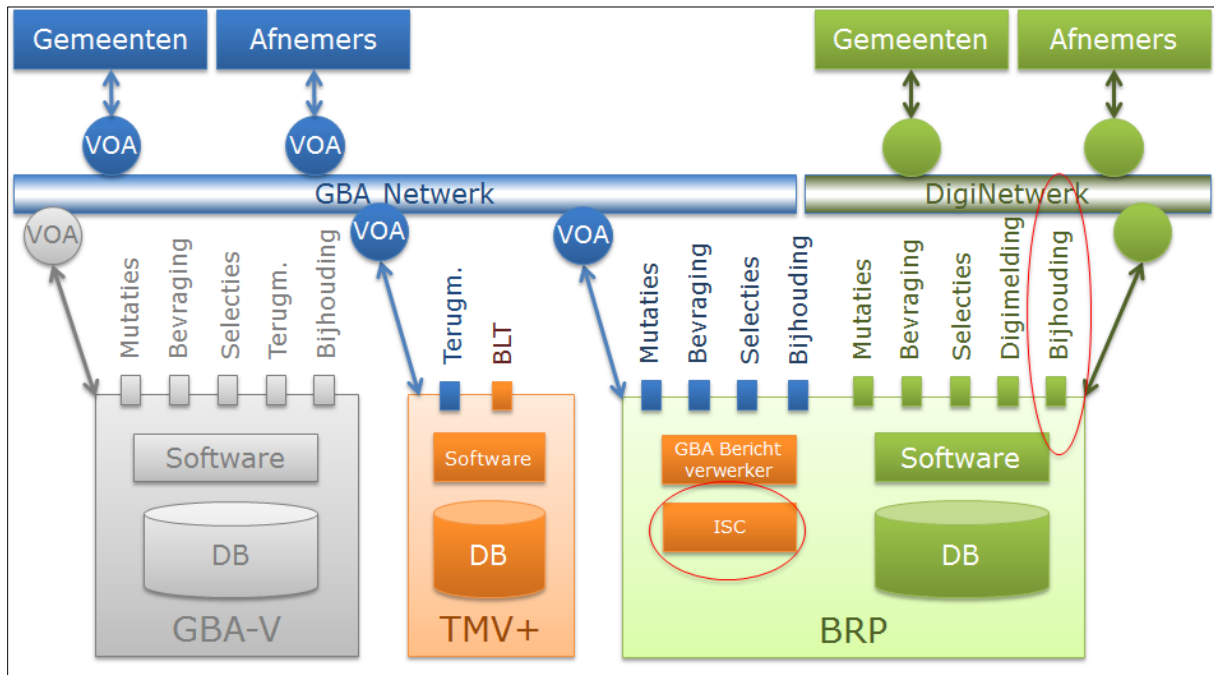 Gemeenten
Afnemers
Gemeenten
Afnemers
VOA
VOA
GBA Netwerk
DigiNetwerk
VOA
VOA
VOA
Mutaties
Bevraging
Selecties
Terugm.
Bijhouding
Terugm.
BLT
Mutaties
Bevraging
Selecties
Bijhouding
Mutaties
Bevraging
Selecties
Digimelding
Bijhouding
Software
DB
GBA-V
Software
DB
TMV+
GBA Bericht
verwerker
ISC
Software
DB
BRP